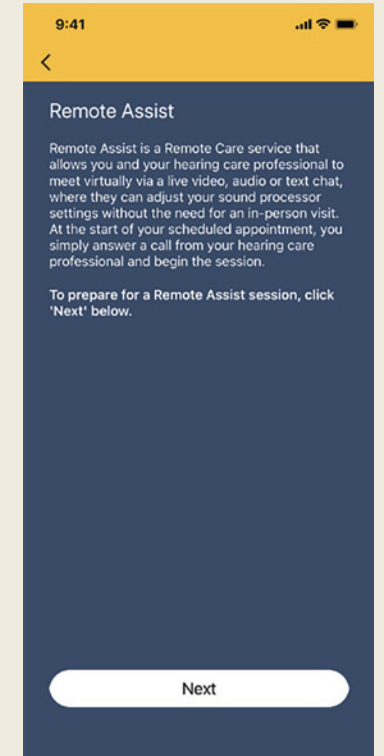 9:41
Remote Assist
Remote Assist is a Remote Care service that
allows you and your hearing care professional to
meet virtually via a live video, audio or text chat,
where they can adjust your sound processor
settings without the need for an in-person visit.
At the start of your scheduled appointment, you
simply answer a call from your hearing care
professional and begin the session.
To prepare for a Remote Assist session, click
'Next' below.
Next